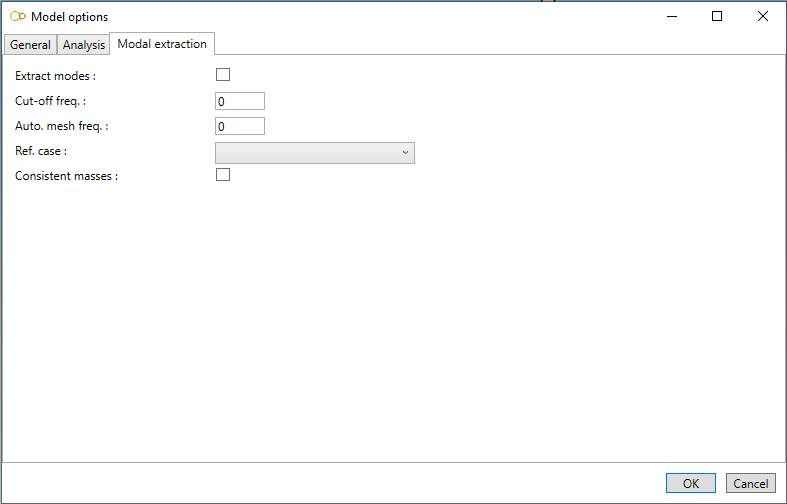 Model options
General Analysis Modal extraction
Extract modes :
Cut-off freq. : 0
Auto. mesh freq. : 0
Ref. case :
Consistent masses :
OK Cancel